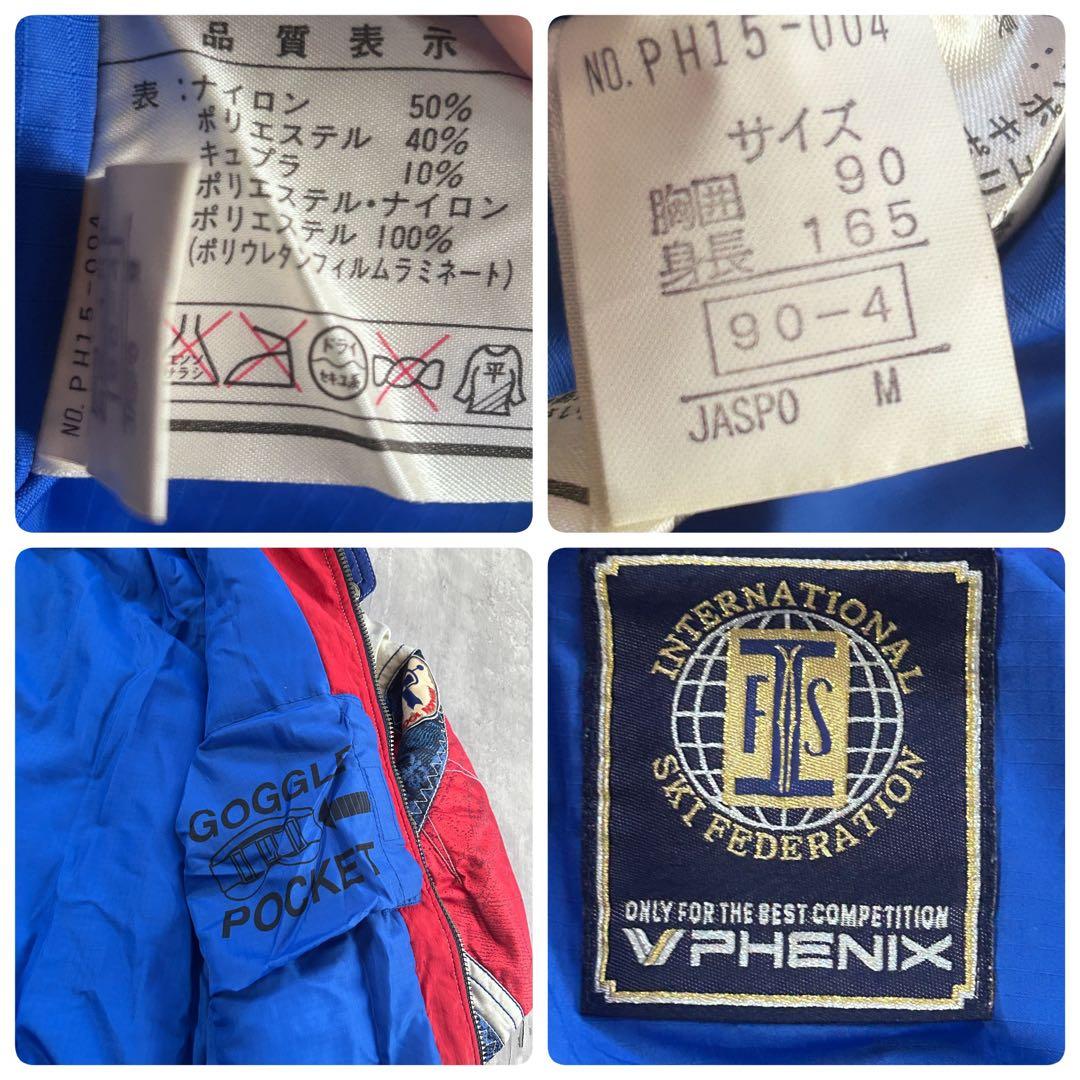 品質表示
表:ナイロン 50%
ポリエステル 40%
キュプラ 10%
ポリエステル・ナイロン
ポリエステル 100%
(ポリウレタンフィルムラミネート)
NO. PH15-004
ドライ
セキユ系
平
NO. PH15-004
サイズ
胸囲 90
身長 165
90-4
JASPO M
GOGGLE
POCKET
INTERNATIONAL
FIS
SKI FEDERATION
ONLY FOR THE BEST COMPETITION
PHENIX